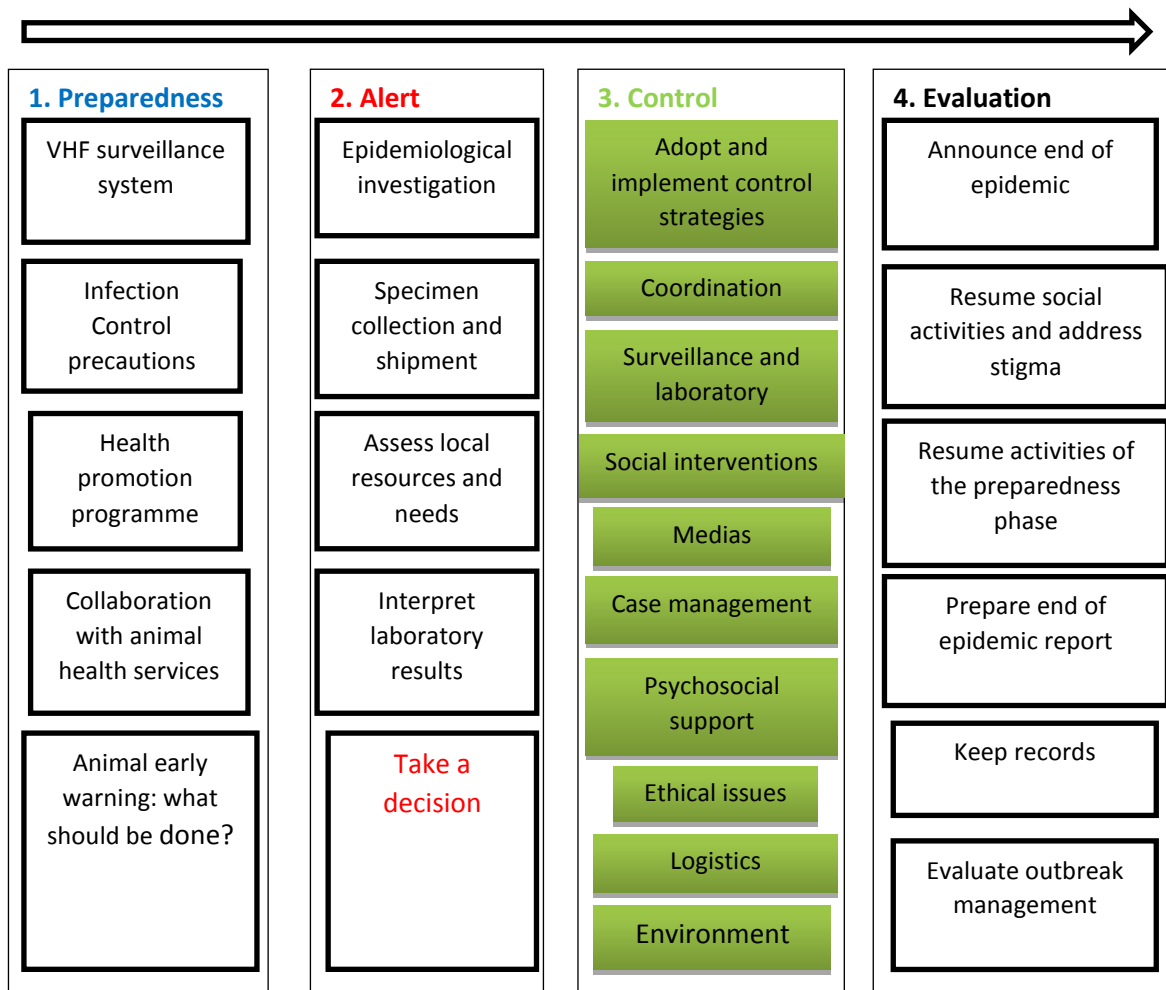 1. Preparedness
VHF surveillance
system
Infection
Control
precautions
Health
promotion
programme
Collaboration
with animal
health services
Animal early
warning: what
should be done?
2. Alert
Epidemiological
investigation
Specimen
collection and
shipment
Assess local
resources and
needs
Interpret
laboratory
results
Take a
decision
3. Control
Adopt and
implement control
strategies
Coordination
Surveillance and
laboratory
Social interventions
Medias
Case management
Psychosocial
support
Ethical issues
Logistics
Environment
4. Evaluation
Announce end of
epidemic
Resume social
activities and address
stigma
Resume activities of
the preparedness
phase
Prepare end of
epidemic report
Keep records
Evaluate outbreak
management